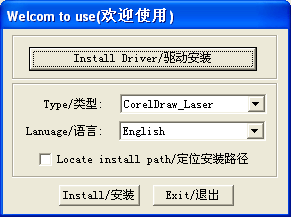 Welcom to use(欢迎使用)
Install Driver/驱动安装
Type/类型: CorelDraw_Laser
Lanuage/语言: English
Locate install path/定位安装路径
Install/安装 Exit/退出